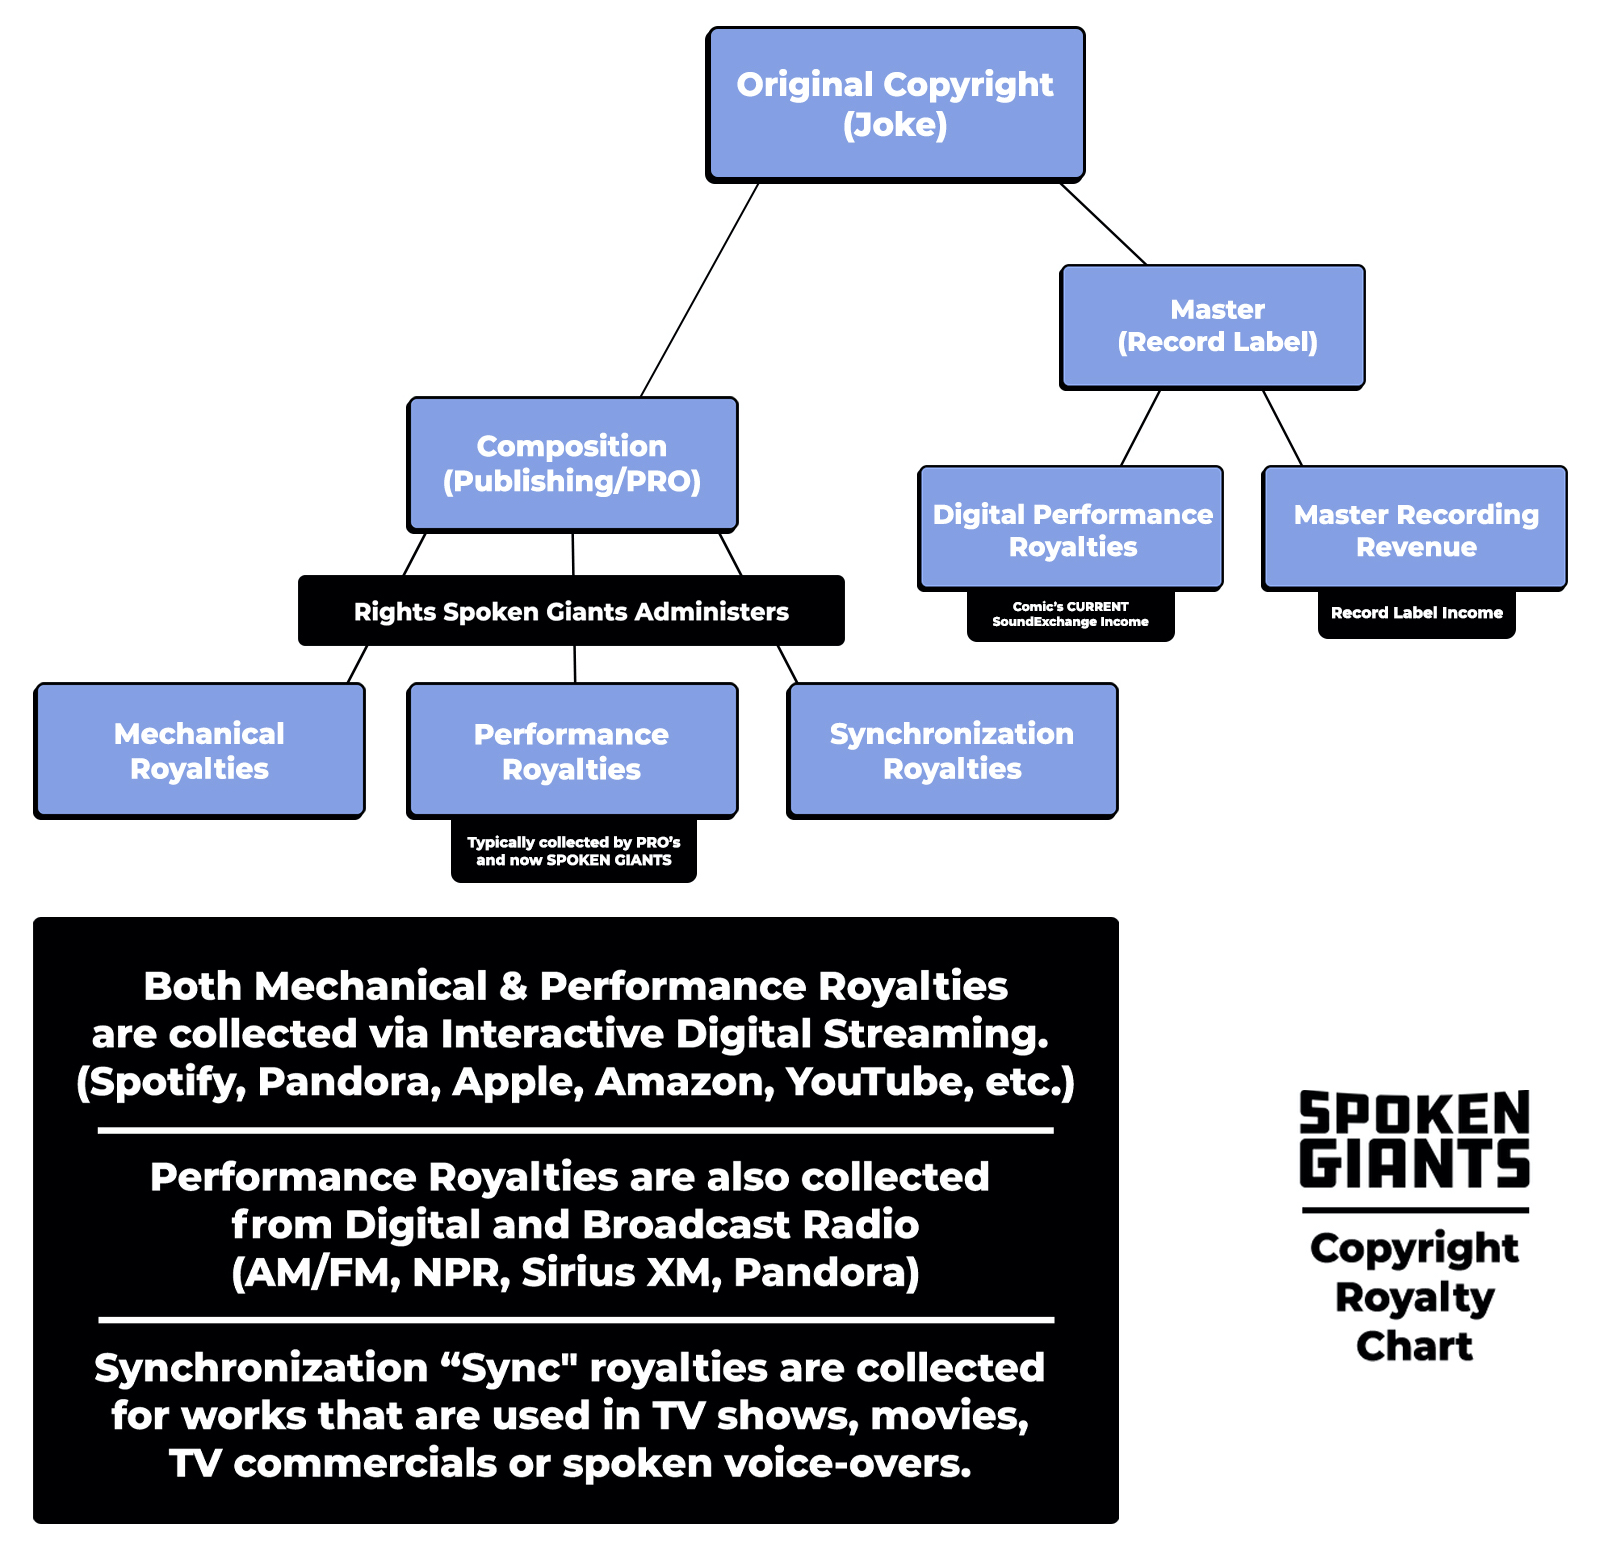 Original Copyright
(Joke)
Master
(Record Label)
Composition
(Publishing/PRO)
Digital Performance
Royalties
Master Recording
Revenue
Comic's CURRENT
SoundExchange Income
Record Label Income
Rights Spoken Giants Administers
Mechanical
Royalties
Performance
Royalties
Synchronization
Royalties
Typically collected by PRO's
and now SPOKEN GIANTS
Both Mechanical & Performance Royalties
are collected via Interactive Digital Streaming.
(Spotify, Pandora, Apple, Amazon, YouTube, etc.)
Performance Royalties are also collected
from Digital and Broadcast Radio
(AM/FM, NPR, Sirius XM, Pandora)
Synchronization “Sync" royalties are collected
for works that are used in TV shows, movies,
TV commercials or spoken voice-overs.
SPOKEN
GIANTS
Copyright
Royalty
Chart